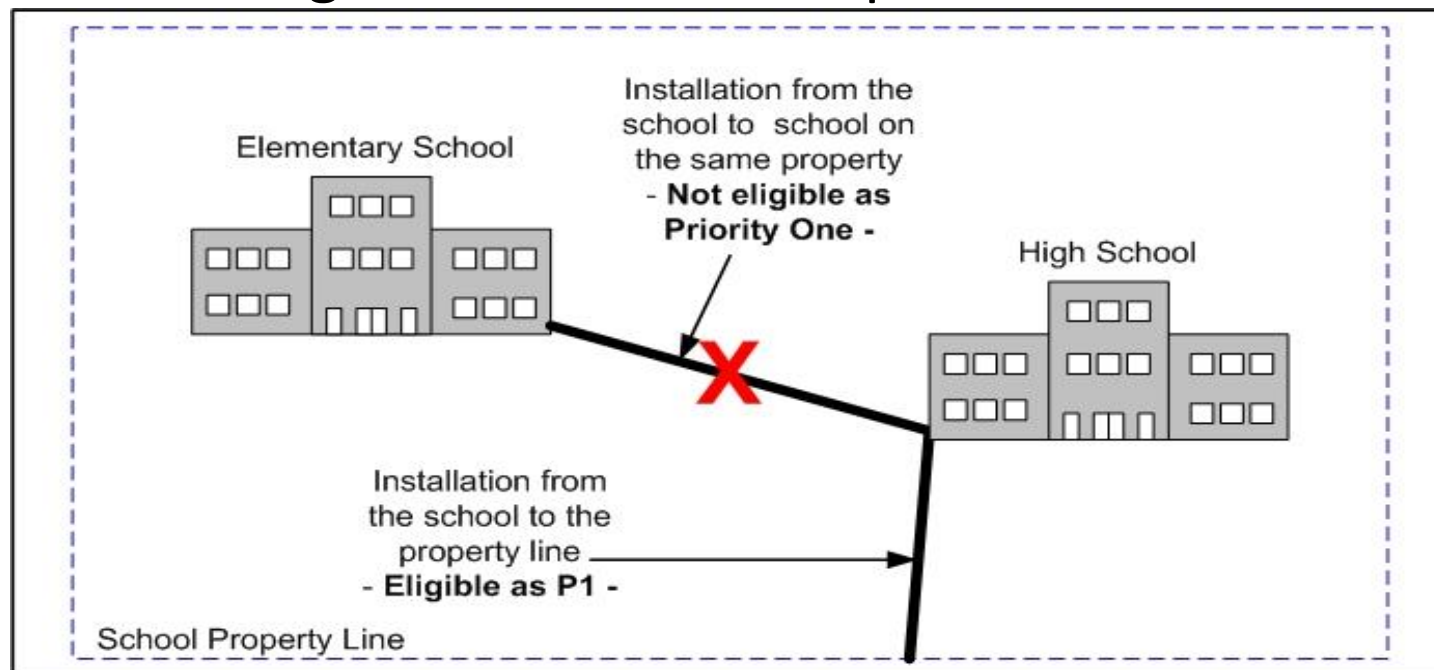 Elementary School
Installation from the
school to school on
the same property
- Not eligible as
Priority One -
High School
Installation from
the school to the
property line
- Eligible as P1 -
School Property Line